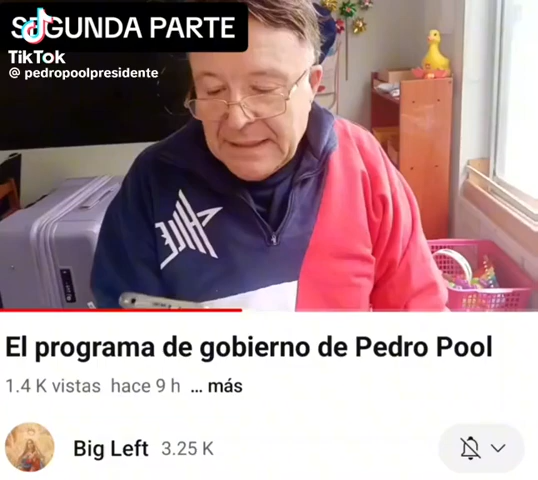 SEGUNDA PARTE
TikTok
@ pedropoolpresidente
El programa de gobierno de Pedro Pool
1.4 K vistas hace 9 h ... más
Big Left 3.25 K